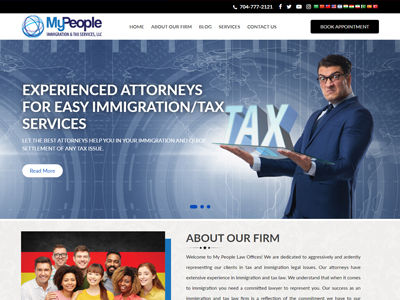 704-777-2121
MyPeople
IMMIGRATION & TAX SERVICES, LLC.
HOME ABOUT OUR FIRM BLOG SERVICES CONTACT US
BOOK APPOINTMENT
EXPERIENCED ATTORNEYS
FOR EASY IMMIGRATION/TAX
SERVICES
LET THE BEST ATTORNEYS HELP YOU IN YOUR IMMIGRATION AND QUICK
SETTLEMENT OF ANY TAX ISSUE.
Read More
TAX
ABOUT OUR FIRM
Welcome to My People Law Offices! We are dedicated to aggressively and ardently
representing our clients in tax and immigration legal issues. Our attorneys have
extensive experience in immigration and tax law. We understand that when it comes
to immigration you need a committed lawyer to represent you. Our success as an
immigration and tax law firm is a reflection of the commitment we have to our